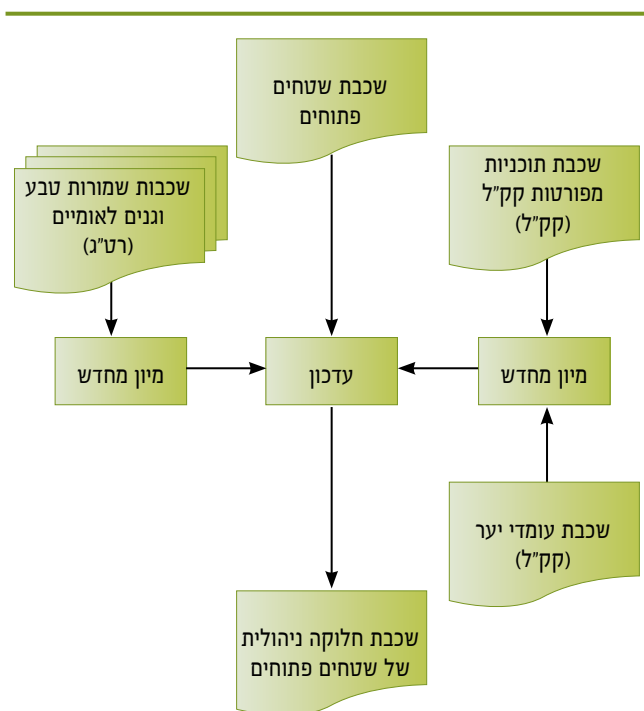 שכבת שטחים
פתוחים
שכבת תוכניות
מפורטות קק"ל
(קק"ל)
שכבות שמורות טבע
וגנים לאומיים
(רט"ג)
מיון מחדש
עדכון
מיון מחדש
שכבת עומדי יער
(קק"ל)
שכבת חלוקה ניהולית
של שטחים פתוחים